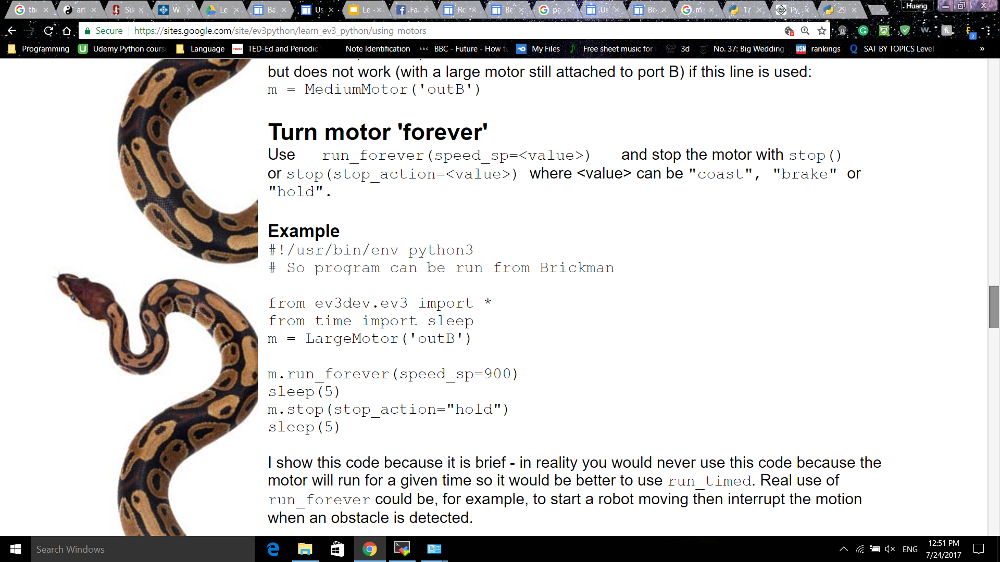 th
art
Su
W
Le
Ba
Us
Le
Fa
Ro
Be
pa
Us
Be
m
17
Py
29
Huang
Secure
https://sites.google.com/site/ev3python/learn_ev3_python/using-motors
Programming
Udemy Python cours
Language
TED-Ed and Periodic
Note Identification
BBC - Future - How t
My Files
Free sheet music for
3d
No. 37: Big Wedding
USN rankings
SAT BY TOPICS Level
»
but does not work (with a large motor still attached to port B) if this line is used:
m = MediumMotor('outB')
Turn motor 'forever'
Use run_forever(speed_sp=<value>) and stop the motor with stop()
or stop(stop_action=<value>) where <value> can be "coast", "brake" or
"hold".
Example
#!/usr/bin/env python3
# So program can be run from Brickman
from ev3dev.ev3 import *
from time import sleep
m = LargeMotor('outB')
m.run_forever(speed_sp=900)
sleep(5)
m.stop(stop_action="hold")
sleep(5)
I show this code because it is brief - in reality you would never use this code because the
motor will run for a given time so it would be better to use run_timed. Real use of
run_forever could be, for example, to start a robot moving then interrupt the motion
when an obstacle is detected.
Search Windows
ENG
12:51 PM
7/24/2017